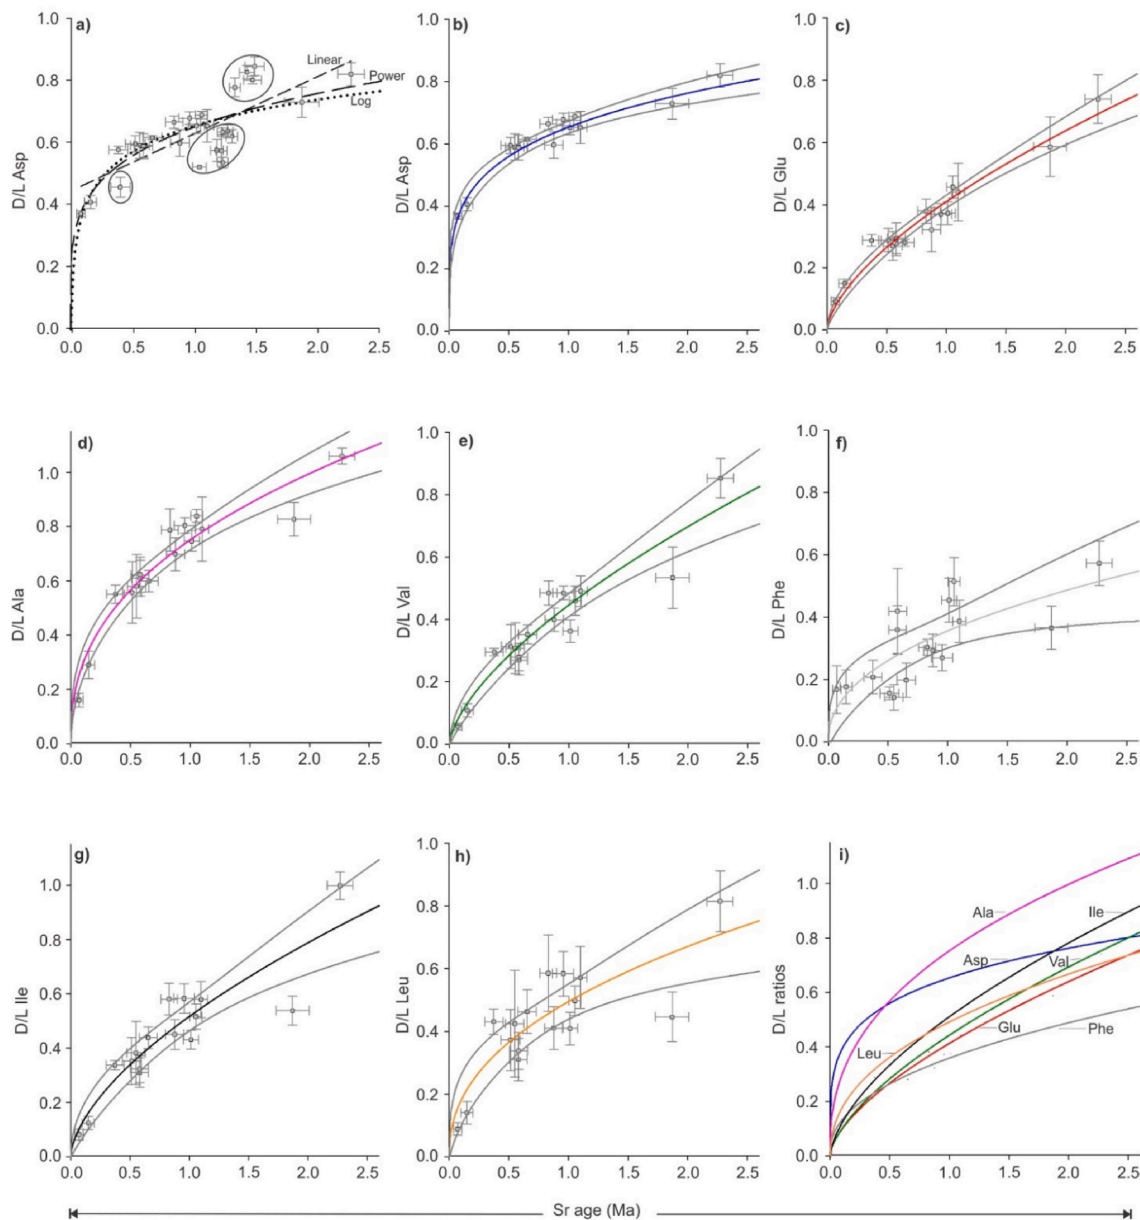 a)
D/L Asp
0.0
0.2
0.4
0.6
0.8
1.0
Linear
Power
Log
0.0 0.5 1.0 1.5 2.0 2.5
b)
D/L Asp
0.0
0.2
0.4
0.6
0.8
1.0
0.0 0.5 1.0 1.5 2.0 2.5
c)
D/L Glu
0.0
0.2
0.4
0.6
0.8
1.0
0.0 0.5 1.0 1.5 2.0 2.5
d)
D/L Ala
0.0
0.2
0.4
0.6
0.8
1.0
0.0 0.5 1.0 1.5 2.0 2.5
e)
D/L Val
0.0
0.2
0.4
0.6
0.8
1.0
0.0 0.5 1.0 1.5 2.0 2.5
f)
D/L Phe
0.0
0.2
0.4
0.6
0.8
1.0
0.0 0.5 1.0 1.5 2.0 2.5
g)
D/L Ile
0.0
0.2
0.4
0.6
0.8
1.0
0.0 0.5 1.0 1.5 2.0 2.5
h)
D/L Leu
0.0
0.2
0.4
0.6
0.8
1.0
0.0 0.5 1.0 1.5 2.0 2.5
i)
D/L ratios
0.0
0.2
0.4
0.6
0.8
1.0
Ala
Ile
Asp
Val
Leu
Glu
Phe
0.0 0.5 1.0 1.5 2.0 2.5
Sr age (Ma)